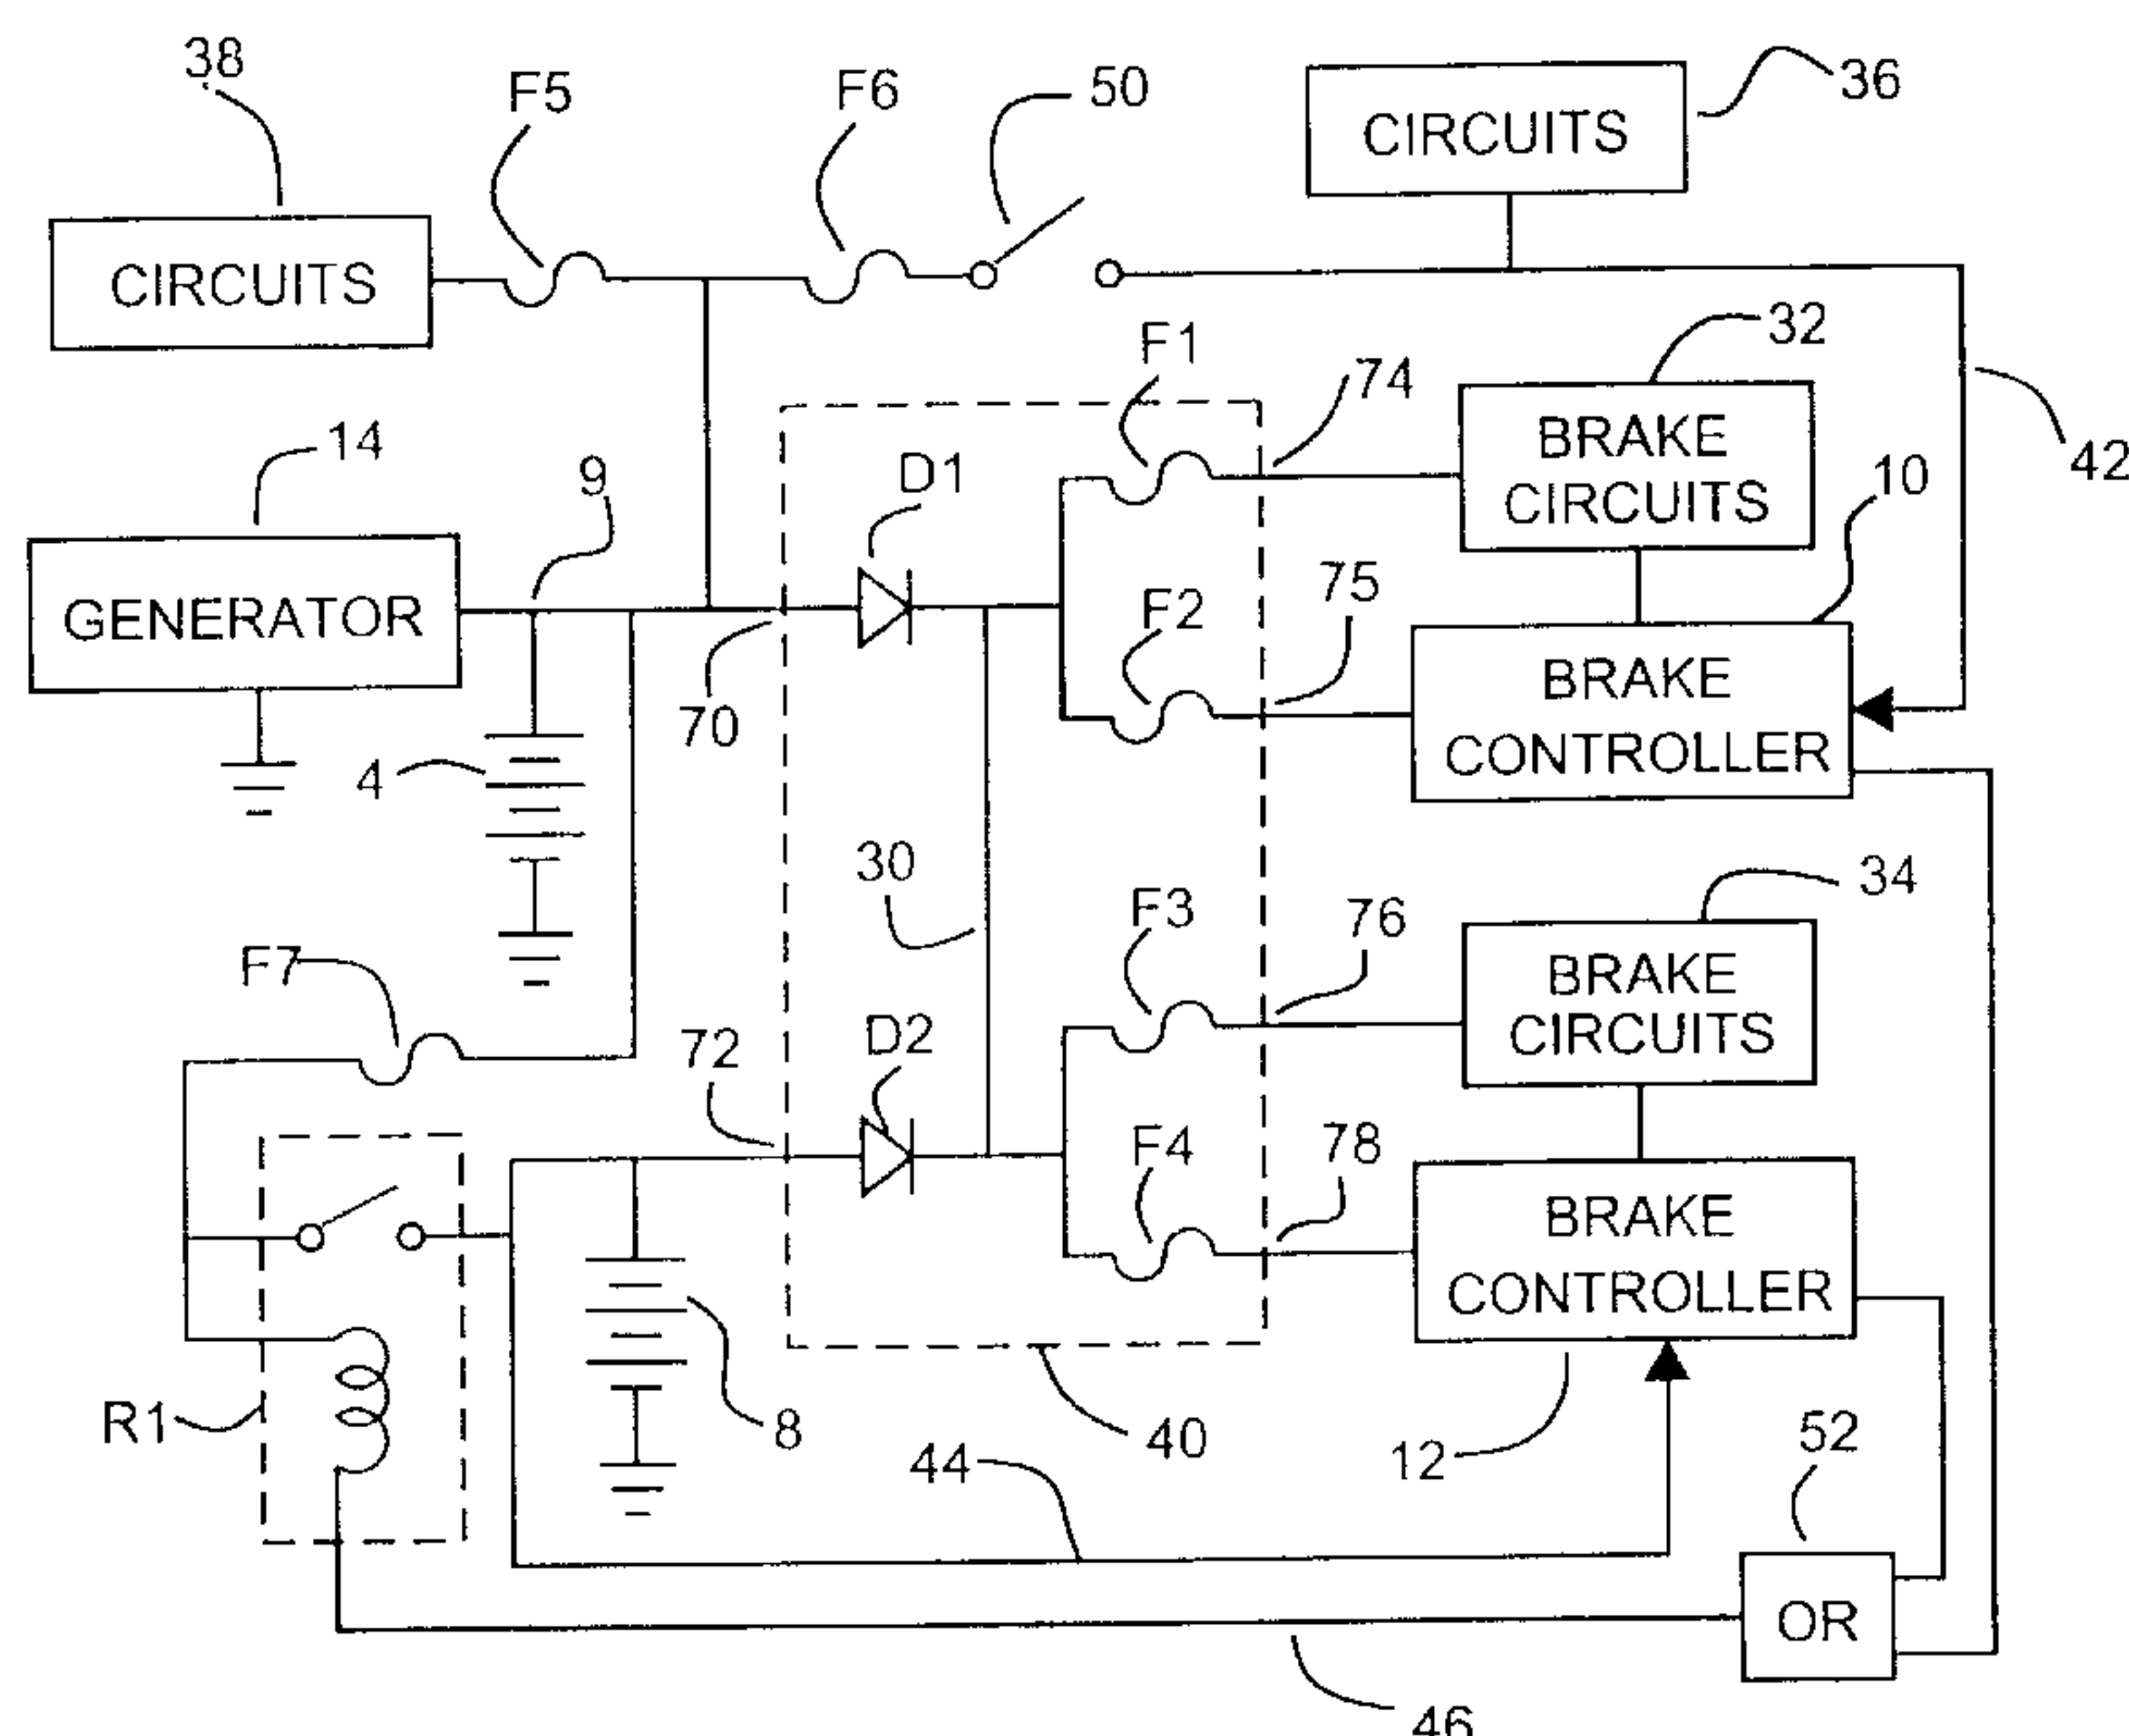 38
F5
F6
50
CIRCUITS
36
CIRCUITS
F1
74
32
BRAKE
CIRCUITS
42
14
9
D1
10
GENERATOR
70
F2
75
BRAKE
CONTROLLER
4
30
F3
76
34
BRAKE
CIRCUITS
F7
72
D2
F4
78
BRAKE
CONTROLLER
R1
8
40
44
12
52
OR
46